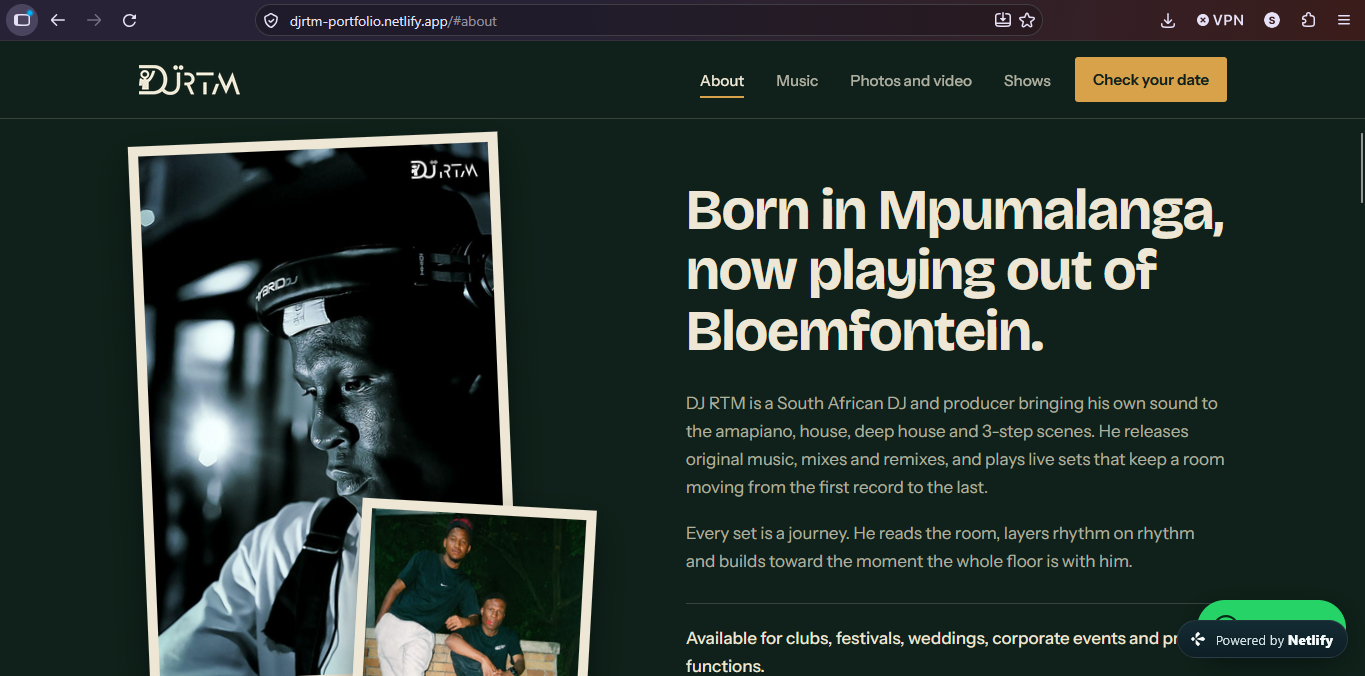 djrtm-portfolio.netlify.app/#about
VPN
S
DJRTM
About
Music
Photos and video
Shows
Check your date
DJRTM
HYBRID DJ
Born in Mpumalanga,
now playing out of
Bloemfontein.
DJ RTM is a South African DJ and producer bringing his own sound to
the amapiano, house, deep house and 3-step scenes. He releases
original music, mixes and remixes, and plays live sets that keep a room
moving from the first record to the last.
Every set is a journey. He reads the room, layers rhythm on rhythm
and builds toward the moment the whole floor is with him.
Available for clubs, festivals, weddings, corporate events and pr
functions.
Powered by Netlify